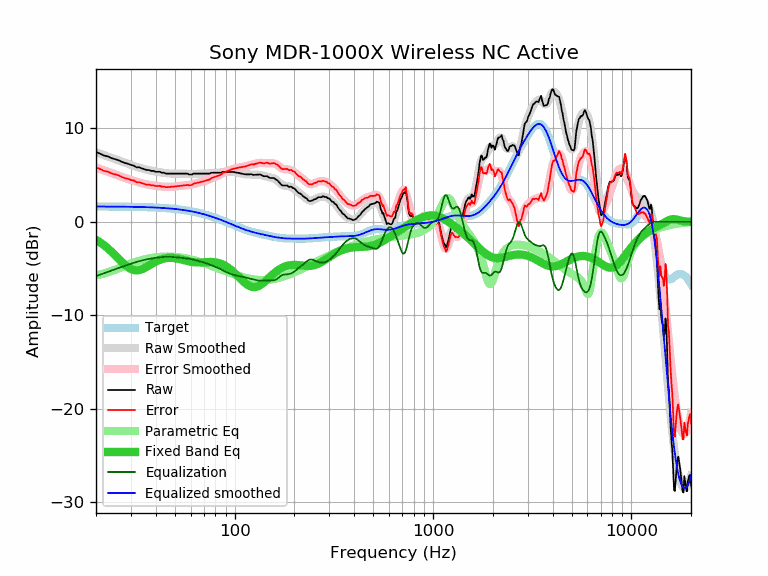 Sony MDR-1000X Wireless NC Active
Amplitude (dBr)
10
0
−10
−20
−30
Target
Raw Smoothed
Error Smoothed
Raw
Error
Parametric Eq
Fixed Band Eq
Equalization
Equalized smoothed
100
1000
10000
Frequency (Hz)